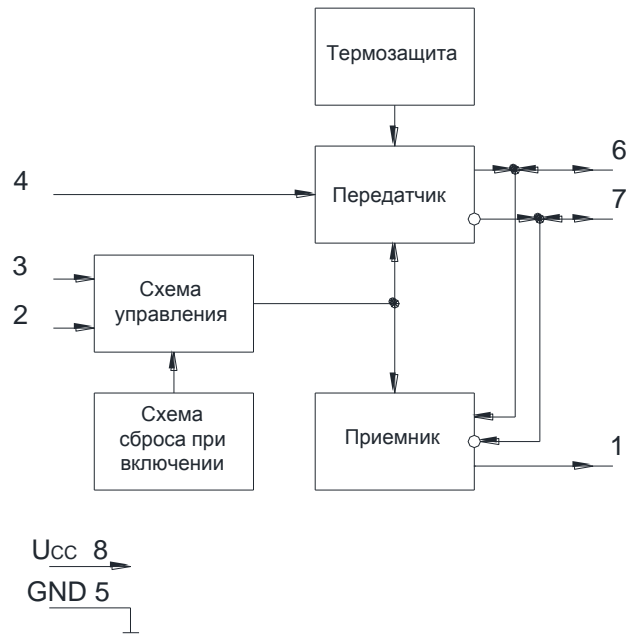 Термозащита
6
4
Передатчик
7
3
Схема
управления
2
Схема
сброса при
включении
Приемник
1
Ucc 8
GND 5